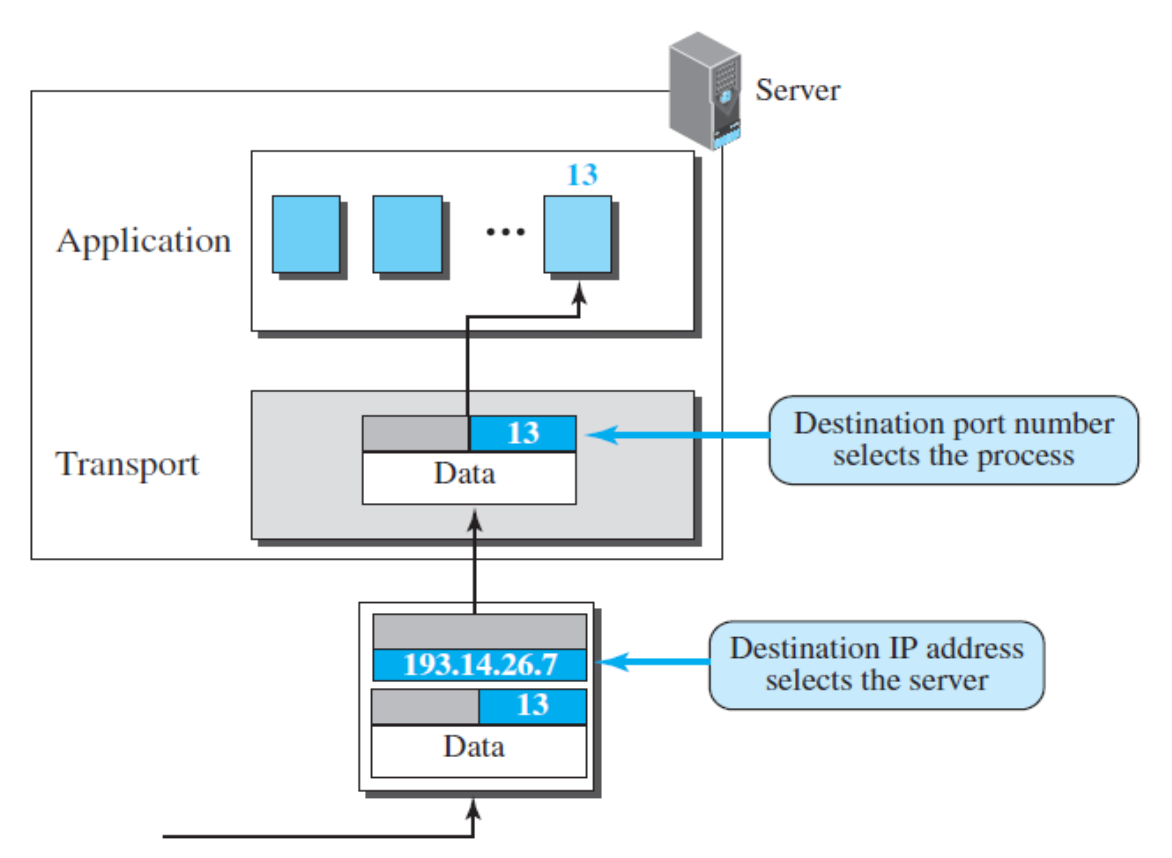 Server
13
Application
...
13
Destination port number
selects the process
Transport
Data
193.14.26.7
Destination IP address
selects the server
13
Data